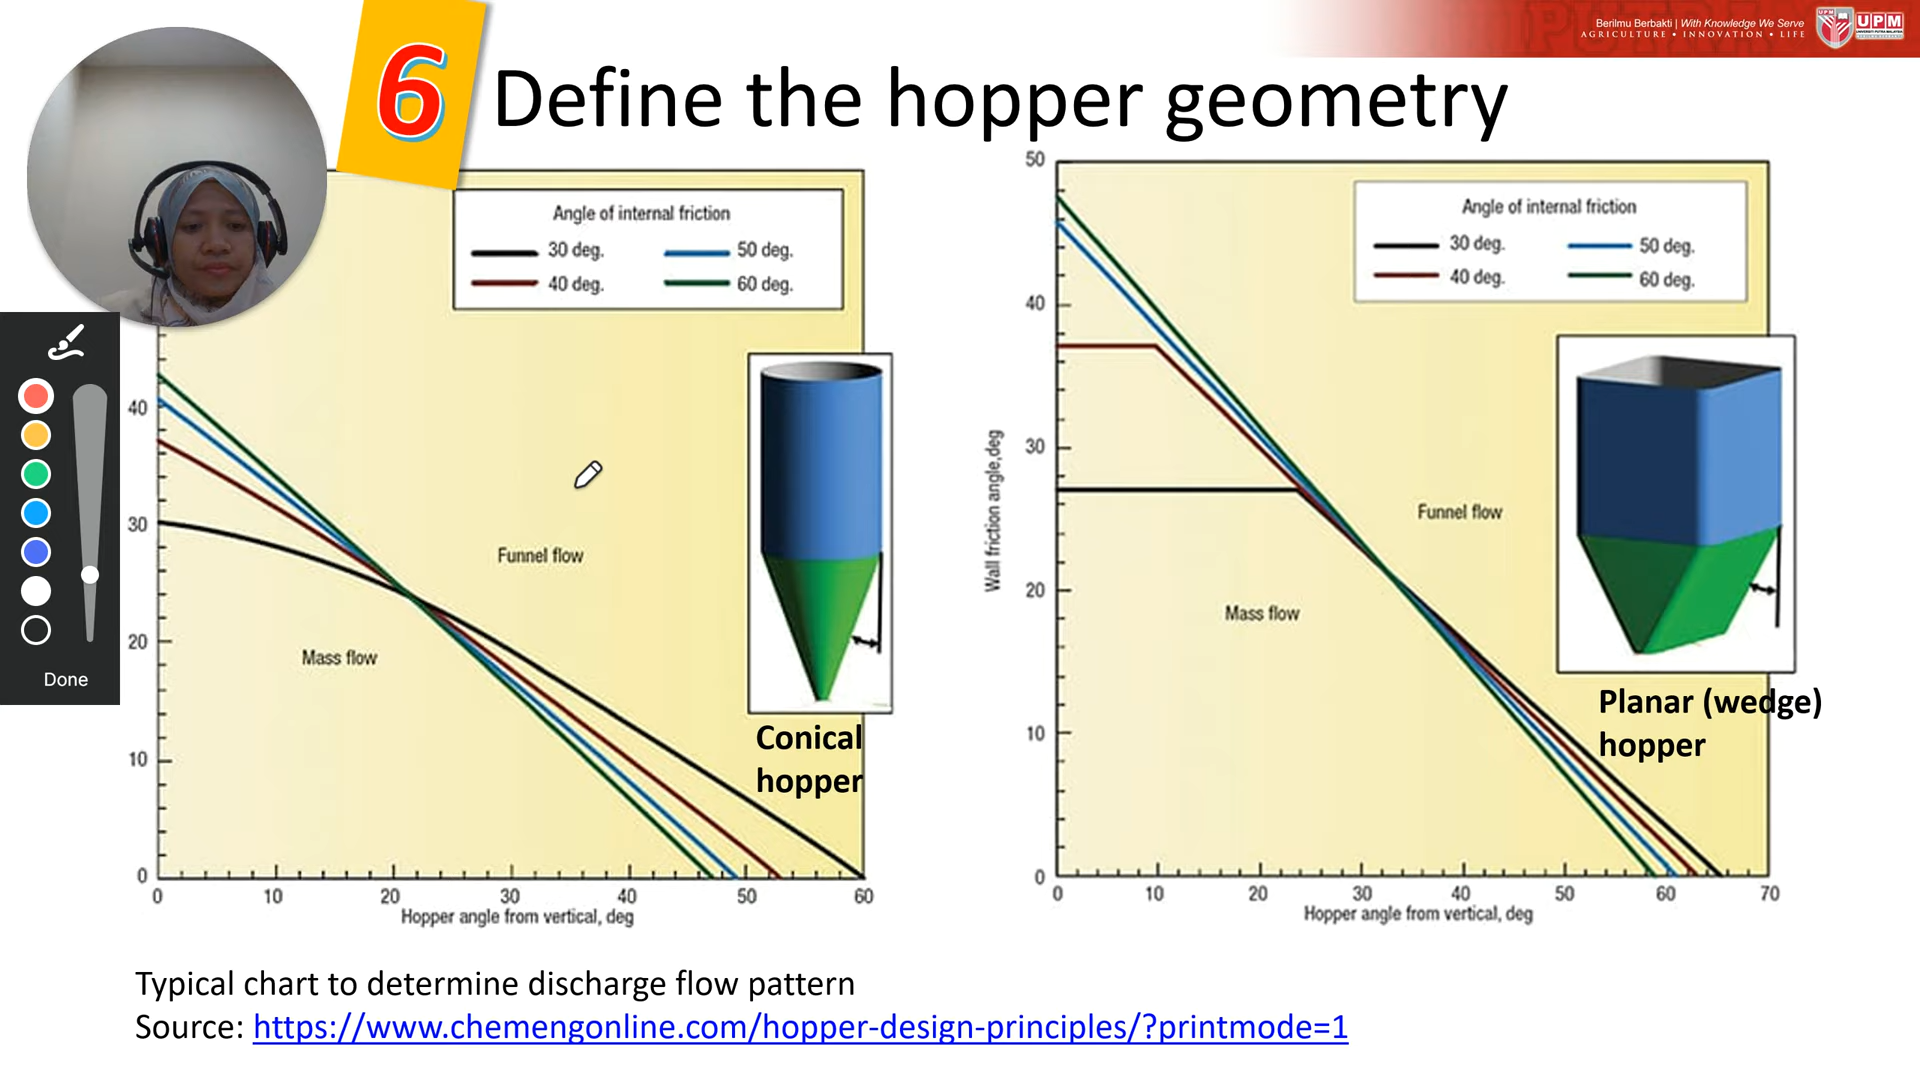 Berilmu Berbakti | With Knowledge We Serve
AGRICULTURE • INNOVATION • LIFE
UPM
6
Define the hopper geometry
Angle of internal friction
30 deg.
50 deg.
40 deg.
60 deg.
40
30
20
10
0
Funnel flow
Mass flow
Conical
hopper
0 10 20 30 40 50 60
Hopper angle from vertical, deg
Angle of internal friction
30 deg.
50 deg.
40 deg.
60 deg.
50
40
30
20
10
0
Wall friction angle,deg
Funnel flow
Mass flow
Planar (wedge)
hopper
0 10 20 30 40 50 60 70
Hopper angle from vertical, deg
Done
Typical chart to determine discharge flow pattern
Source: https://www.chemengonline.com/hopper-design-principles/?printmode=1